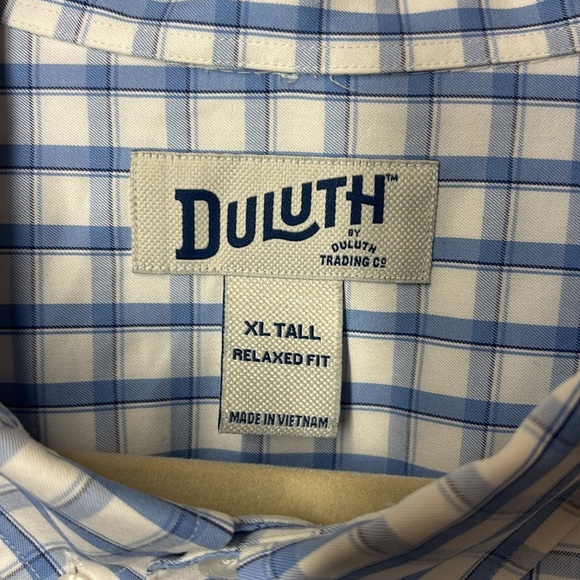 DULUTH™
BY
DULUTH
TRADING Cº
XL TALL
RELAXED FIT
MADE IN VIETNAM